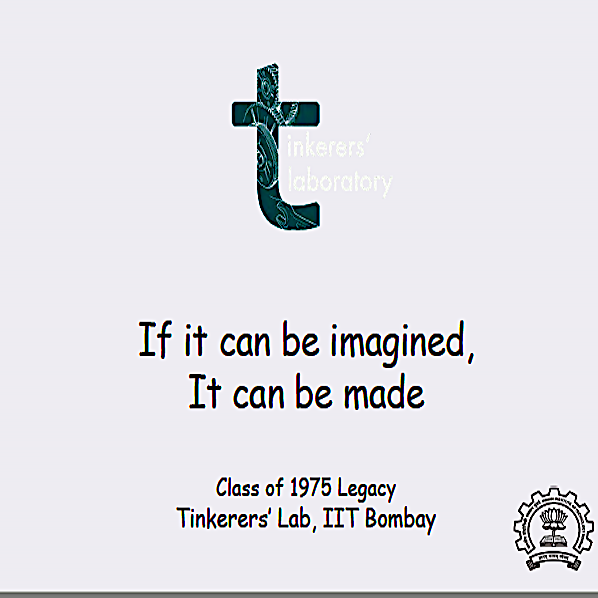 tinkerers'
laboratory
If it can be imagined,
It can be made
Class of 1975 Legacy
Tinkerers' Lab, IIT Bombay